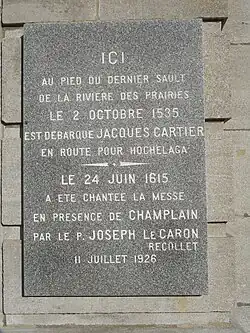 ICI
AU PIED DU DERNIER SAULT
DE LA RIVIÈRE DES PRAIRIES
LE 2 OCTOBRE 1535
EST DÉBARQUÉ JACQUES CARTIER
EN ROUTE POUR HOCHELAGA
LE 24 JUIN 1615
A ÉTÉ CHANTÉE LA MESSE
EN PRÉSENCE DE CHAMPLAIN
PAR LE P. JOSEPH LE CARON
RÉCOLLET
11 JUILLET 1926